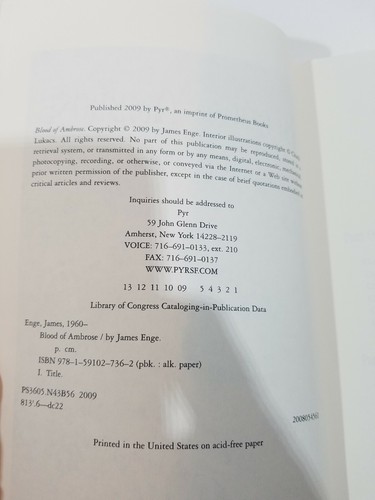 Published 2009 by Pyr®, an imprint of Prometheus Books
Blood of Ambrose. Copyright © 2009 by James Enge. Interior illustrations copyright ©
Lukacs. All rights reserved. No part of this publication may be reproduced, stored
retrieval system, or transmitted in any form or by any means, digital, electronic, mechanical
photocopying, recording, or otherwise, or conveyed via the Internet or a Web site without
prior written permission of the publisher, except in the case of brief quotations embodied
critical articles and reviews.
Inquiries should be addressed to
Pyr
59 John Glenn Drive
Amherst, New York 14228–2119
VOICE: 716–691–0133, ext. 210
FAX: 716–691–0137
WWW.PYRSF.COM
13 12 11 10 09 5 4 3 2 1
Library of Congress Cataloging-in-Publication Data
Enge, James, 1960–
Blood of Ambrose / by James Enge.
p. cm.
ISBN 978–1–59102–736–2 (pbk. : alk. paper)
I. Title.
PS3605.N43B56 2009
813'.6—dc22
Printed in the United States on acid-free paper